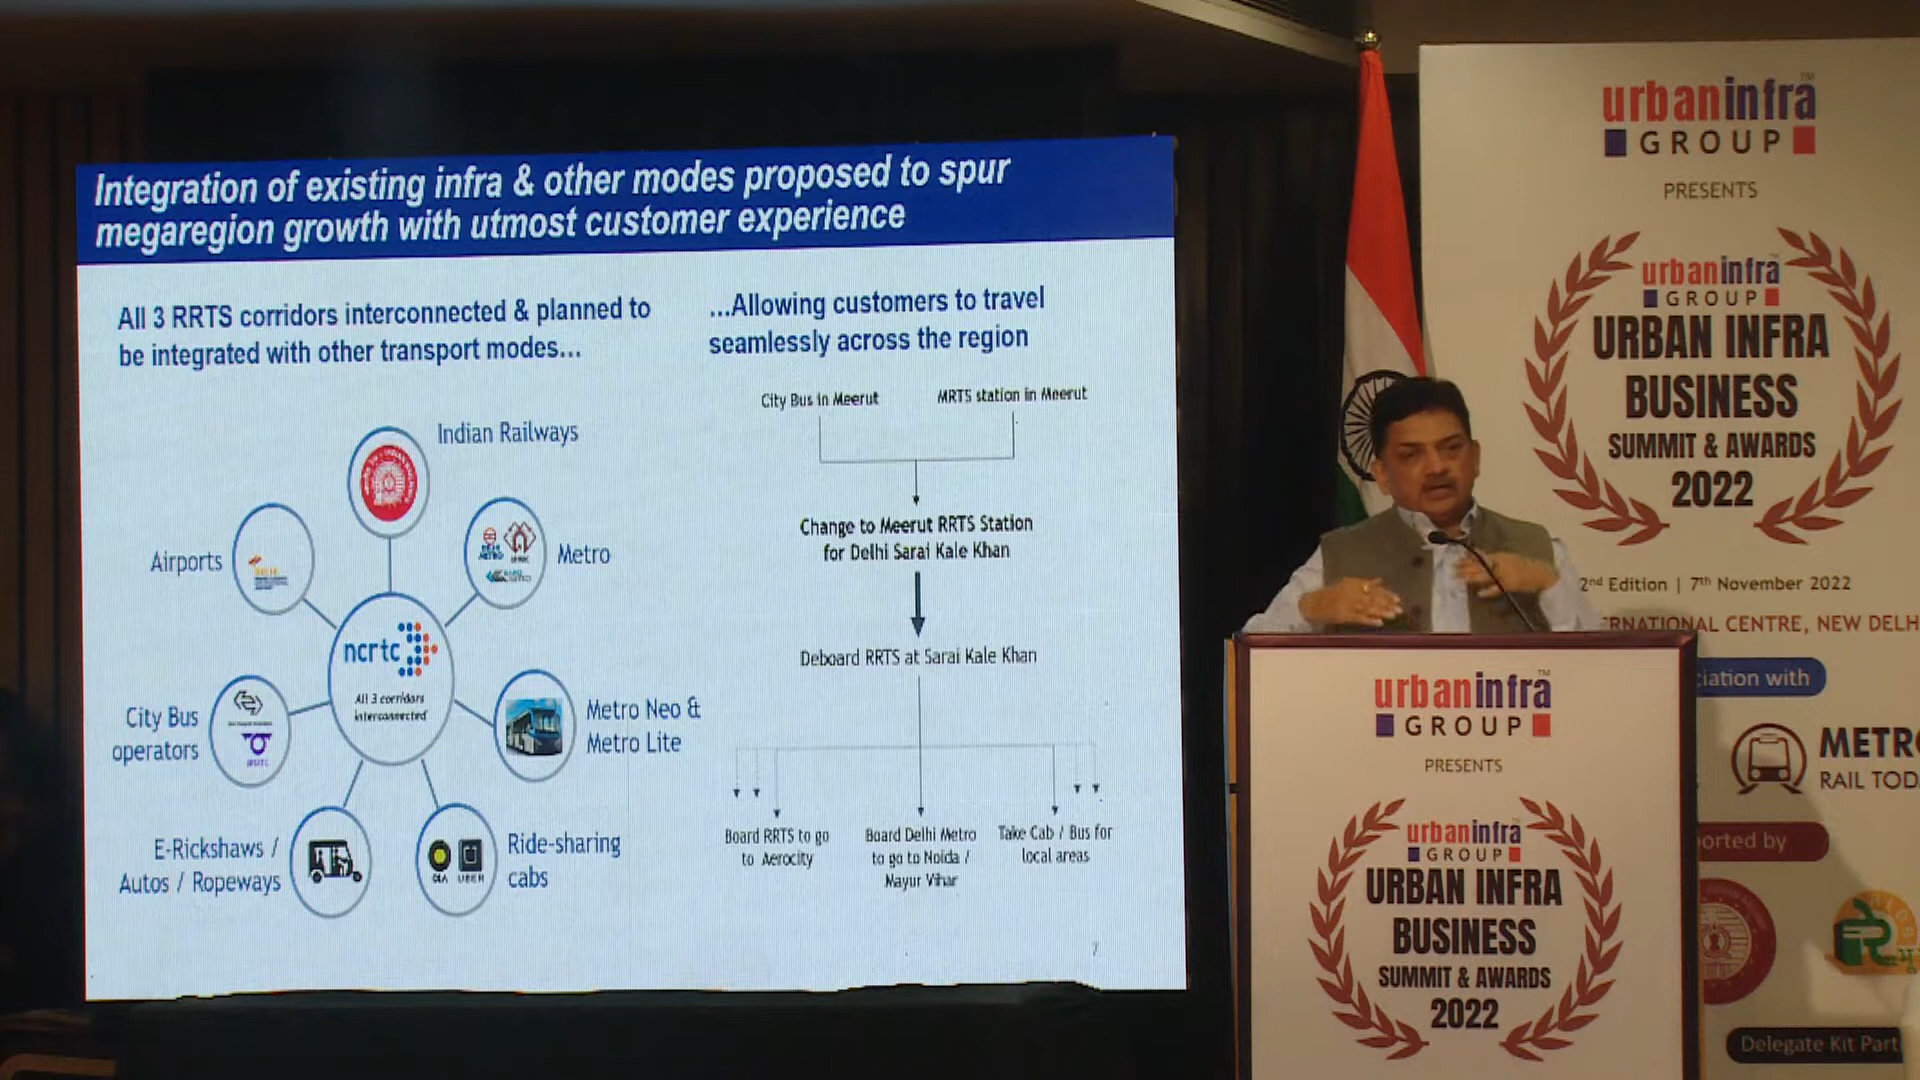 Integration of existing infra & other modes proposed to spur
megaregion growth with utmost customer experience
All 3 RRTS corridors interconnected & planned to
be integrated with other transport modes...
Indian Railways
Airports
DELHI METRO
Metro
ncrtc
All 3 corridors
interconnected
City Bus
operators
Metro Neo &
Metro Lite
E-Rickshaws /
Autos / Ropeways
OLA
UBER
Ride-sharing
cabs
...Allowing customers to travel
seamlessly across the region
City Bus in Meerut
MRTS station in Meerut
Change to Meerut RRTS Station
for Delhi Sarai Kale Khan
Deboard RRTS at Sarai Kale Khan
Board RRTS to go
to Aerocity
Board Delhi Metro
to go to Noida /
Mayur Vihar
Take Cab / Bus for
local areas
7
urbaninfra™
GROUP
PRESENTS
urbaninfra
GROUP
URBAN INFRA
BUSINESS
SUMMIT & AWARDS
2022
2nd Edition | 7th November 2022
RNATIONAL CENTRE, NEW DELH
iation with
METR
RAIL TOD
orted by
Delegate Kit Part
urbaninfra™
GROUP
PRESENTS
urbaninfra
GROUP
URBAN INFRA
BUSINESS
SUMMIT & AWARDS
2022